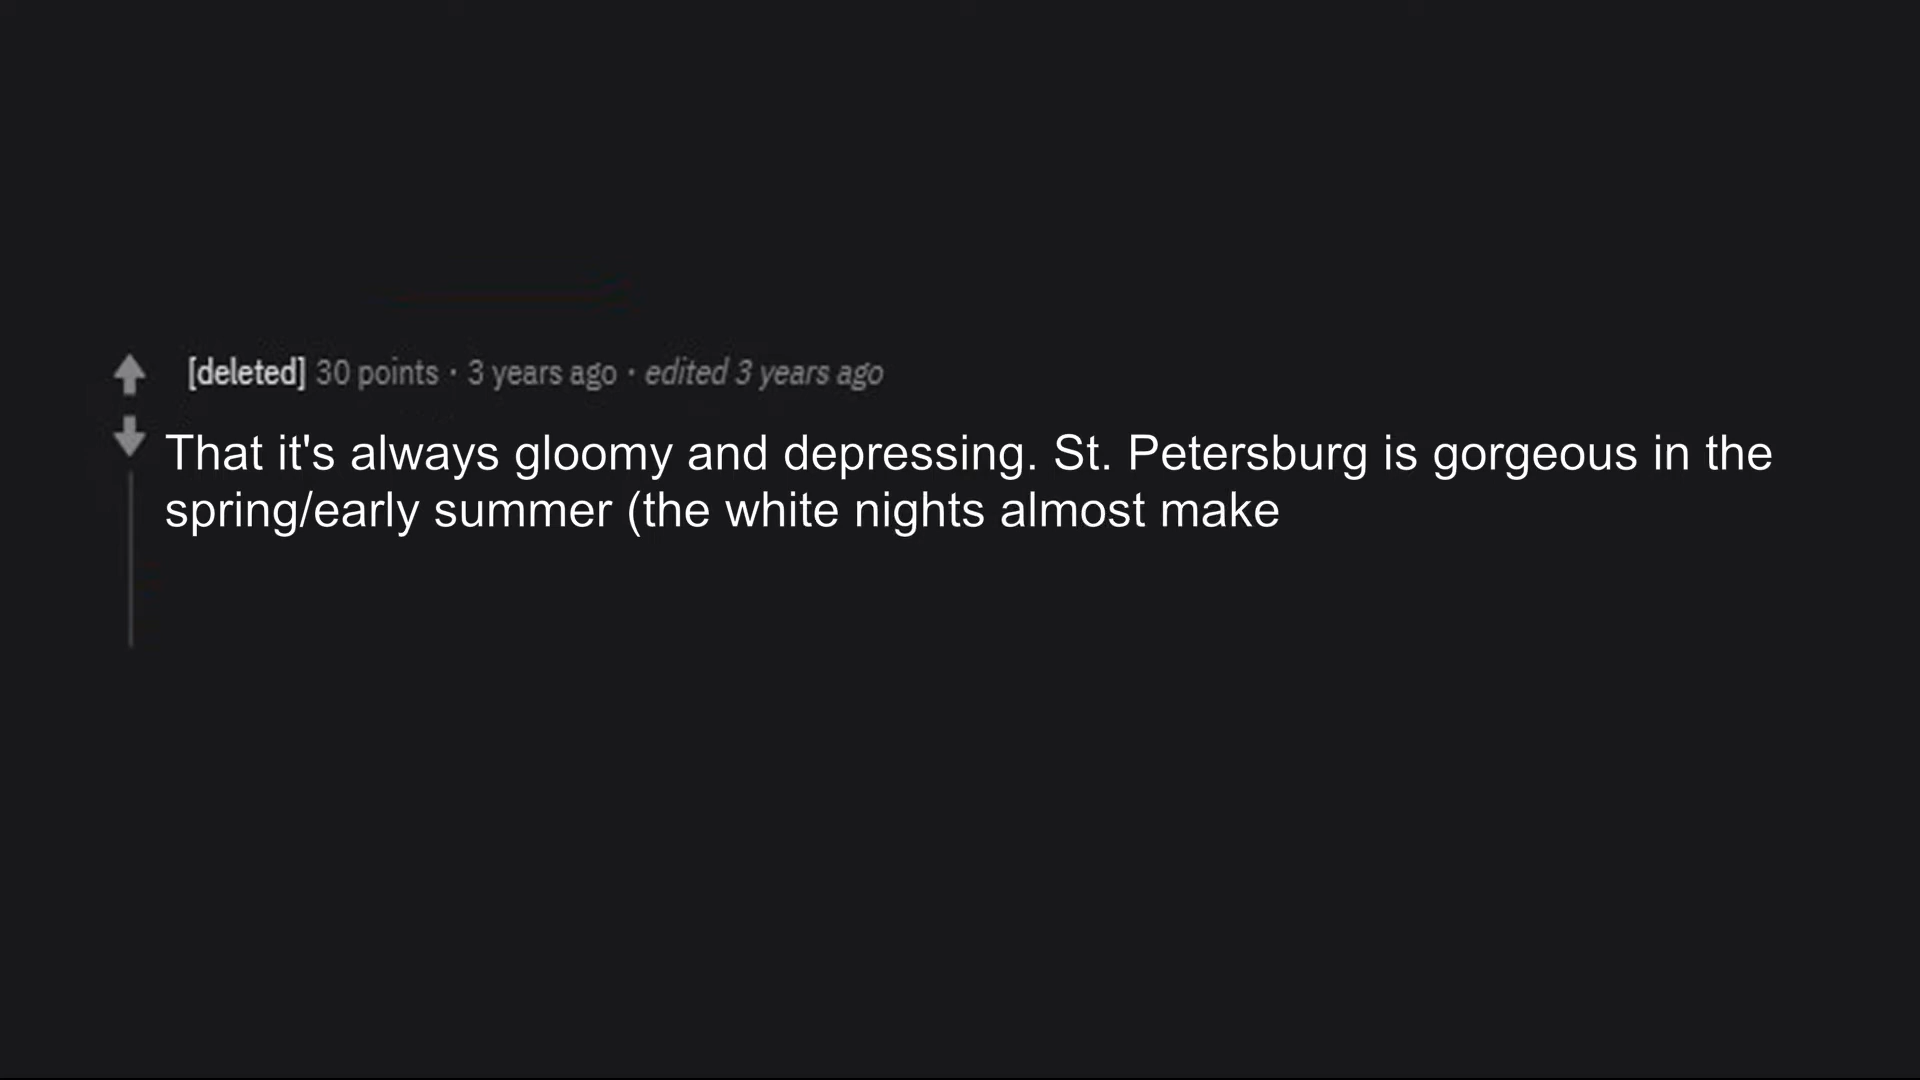 [deleted] 30 points · 3 years ago · edited 3 years ago
That it's always gloomy and depressing. St. Petersburg is gorgeous in the
spring/early summer (the white nights almost make